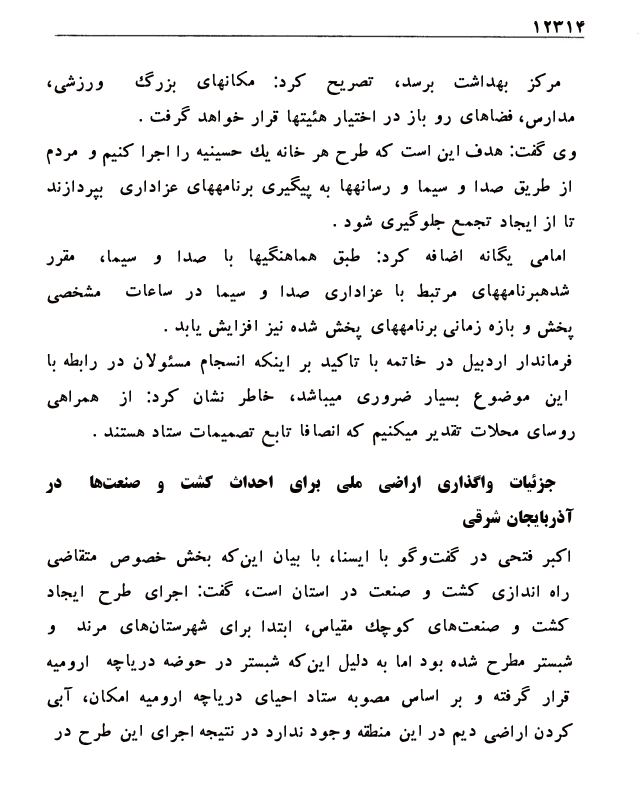 ۱۲۳۱۴
مرکز بهداشت برسد، تصریح کرد: مکانهای بزرگ ورزشی،
مدارس، فضاهای رو باز در اختیار هئیتها قرار خواهد گرفت .
وی گفت: هدف این است که طرح هر خانه یك حسینیه را اجرا کنیم و مردم
از طریق صدا و سیما و رسانهها به پیگیری برنامههای عزاداری بپردازند
تا از ایجاد تجمع جلوگیری شود .
امامی یگانه اضافه کرد: طبق هماهنگیها با صدا و سیما، مقرر
شدهبرنامههای مرتبط با عزاداری صدا و سیما در ساعات مشخصی
پخش و بازه زمانی برنامههای پخش شده نیز افزایش یابد .
فرماندار اردبیل در خاتمه با تاکید بر اینکه انسجام مسئولان در رابطه با
این موضوع بسیار ضروری میباشد، خاطر نشان کرد: از همراهی
روسای محلات تقدیر میکنیم که انصافا تابع تصمیمات ستاد هستند .
جزئیات واگذاری اراضی ملی برای احداث کشت و صنعت‌ها در
آذربایجان شرقی
اکبر فتحی در گفت‌وگو با ایسنا، با بیان این‌که بخش خصوص متقاضی
راه اندازی کشت و صنعت در استان است، گفت: اجرای طرح ایجاد
کشت و صنعت‌های کوچك مقیاس، ابتدا برای شهرستان‌های مرند و
شبستر مطرح شده بود اما به دلیل این‌که شبستر در حوضه دریاچه ارومیه
قرار گرفته و بر اساس مصوبه ستاد احیای دریاچه ارومیه امکان، آبی
کردن اراضی دیم در این منطقه وجود ندارد در نتیجه اجرای این طرح در